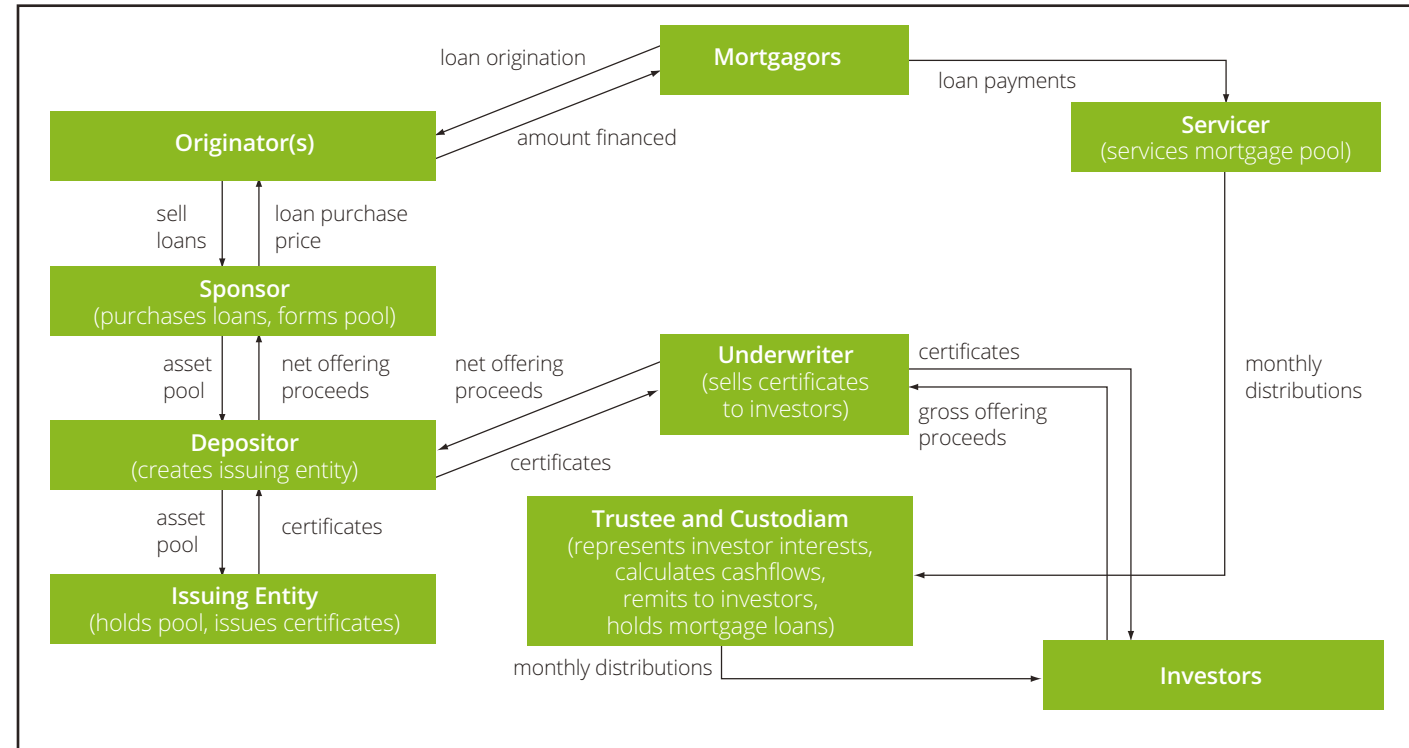 Mortgagors
loan origination
amount financed
loan payments
Servicer
(services mortgage pool)
Originator(s)
sell
loans
loan purchase
price
Sponsor
(purchases loans, forms pool)
asset
pool
net offering
proceeds
net offering
proceeds
Underwriter
(sells certificates
to investors)
certificates
gross offering
proceeds
monthly
distributions
Depositor
(creates issuing entity)
certificates
asset
pool
certificates
Trustee and Custodiam
(represents investor interests,
calculates cashflows,
remits to investors,
holds mortgage loans)
Issuing Entity
(holds pool, issues certificates)
monthly distributions
Investors